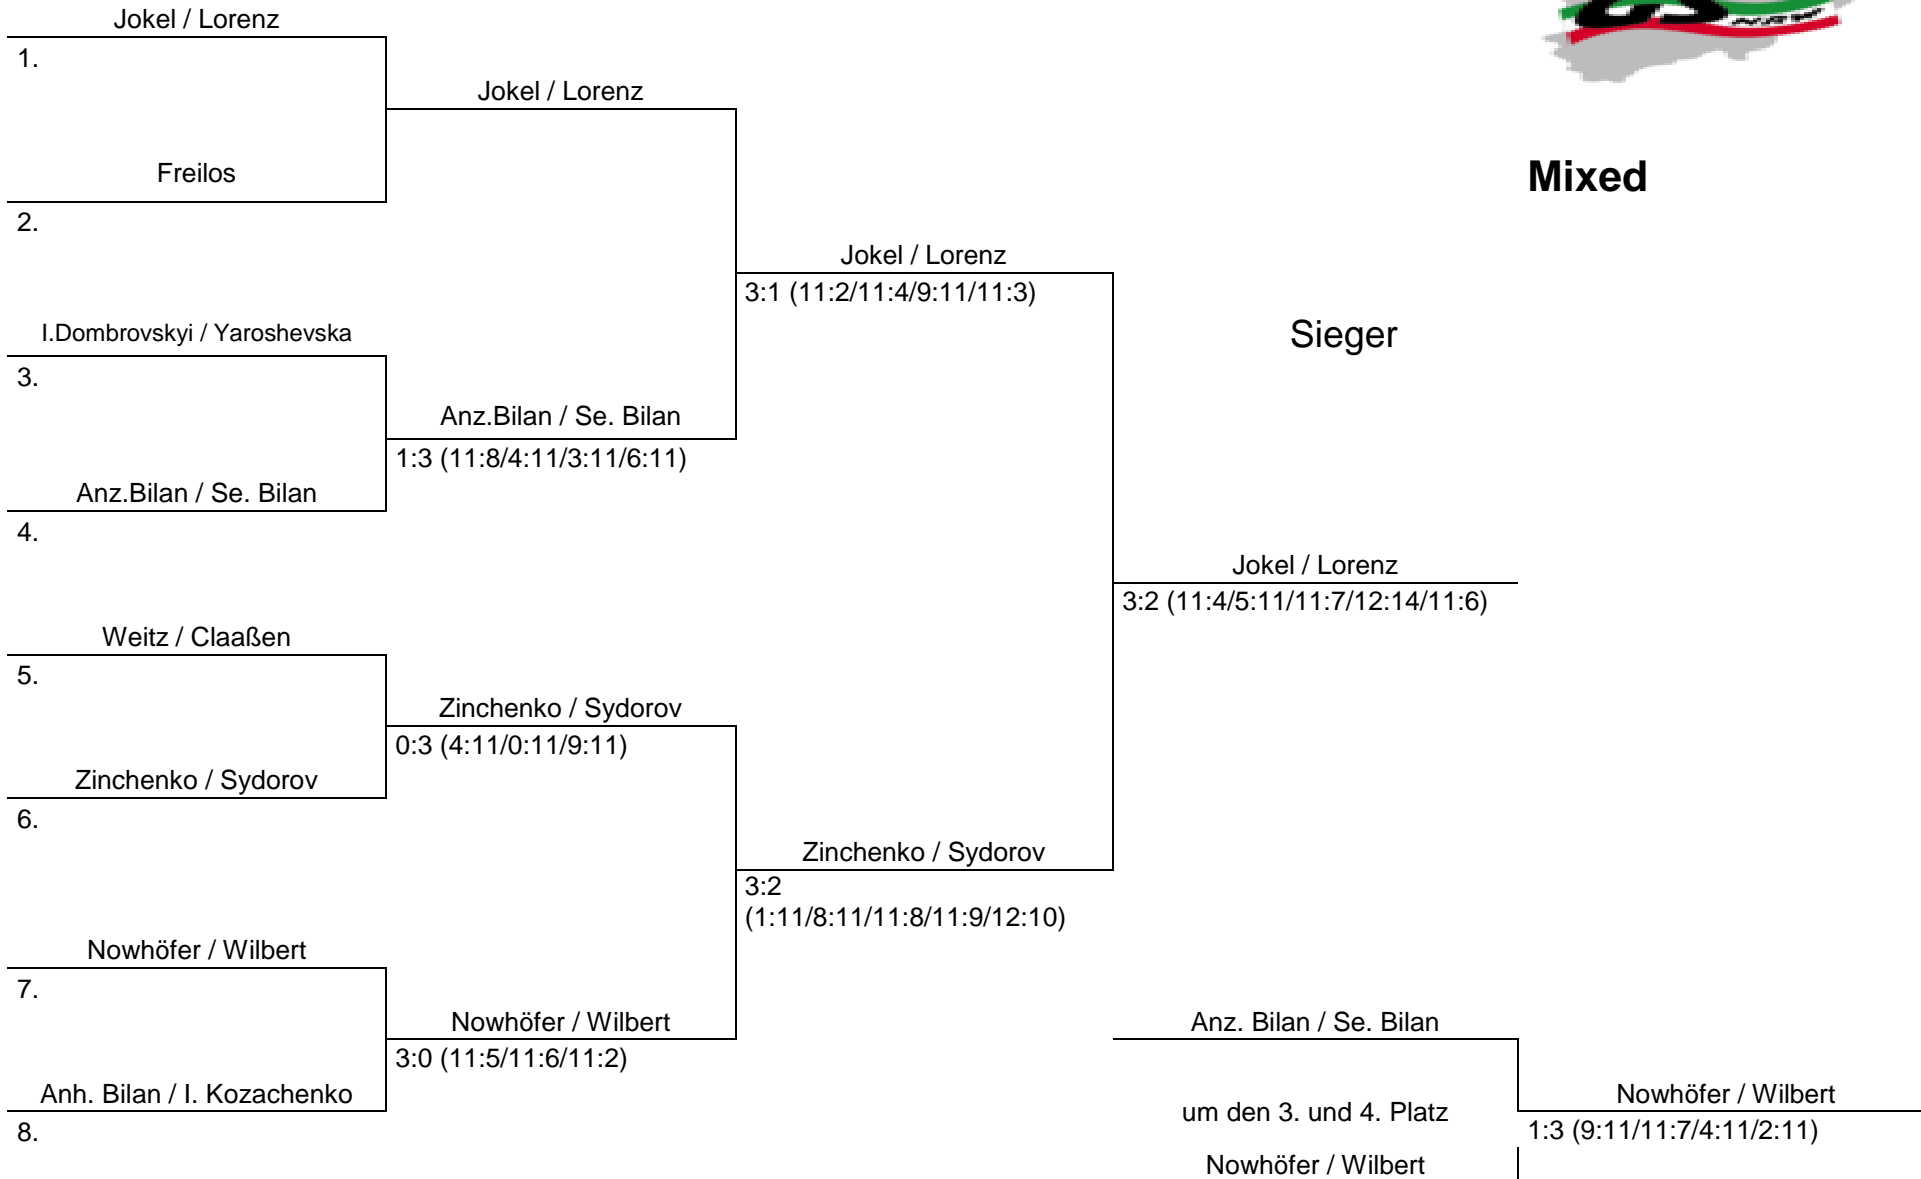 Jokel / Lorenz
1.
Jokel / Lorenz
Freilos
2.
Mixed
Jokel / Lorenz
3:1 (11:2/11:4/9:11/11:3)
Sieger
I.Dombrovskyi / Yaroshevska
3.
Anz.Bilan / Se. Bilan
1:3 (11:8/4:11/3:11/6:11)
Anz.Bilan / Se. Bilan
4.
Jokel / Lorenz
3:2 (11:4/5:11/11:7/12:14/11:6)
Weitz / Claaßen
5.
Zinchenko / Sydorov
0:3 (4:11/0:11/9:11)
Zinchenko / Sydorov
6.
Zinchenko / Sydorov
3:2
(1:11/8:11/11:8/11:9/12:10)
Nowhöfer / Wilbert
7.
Nowhöfer / Wilbert
3:0 (11:5/11:6/11:2)
Anh. Bilan / I. Kozachenko
8.
Anz. Bilan / Se. Bilan
um den 3. und 4. Platz
Nowhöfer / Wilbert
1:3 (9:11/11:7/4:11/2:11)
Nowhöfer / Wilbert